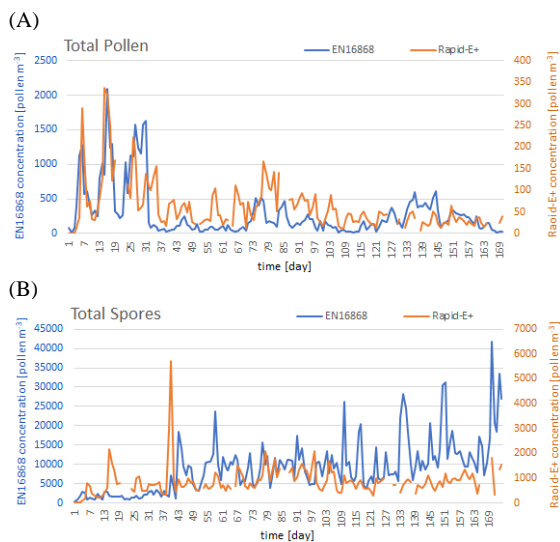 (A)
Total Pollen
EN16868
Rapid-E+
EN16868 concentration [pollen m-3]
2500
2000
1500
1000
500
0
400
350
300
250
200
150
100
50
0
Rapid-E+ concentration [pollen m-3]
1 7 13 19 25 31 37 43 49 55 61 67 73 79 85 91 97 103 109 115 121 127 133 139 145 151 157 163 169
time [day]
(B)
Total Spores
EN16868
Rapid-E+
EN16868 concentration [pollen m-3]
45000
40000
35000
30000
25000
20000
15000
10000
5000
0
7000
6000
5000
4000
3000
2000
1000
0
Rapid-E+ concentration [pollen m-3]
1 7 13 19 25 31 37 43 49 55 61 67 73 79 85 91 97 103 109 115 121 127 133 139 145 151 157 163 169
time [day]